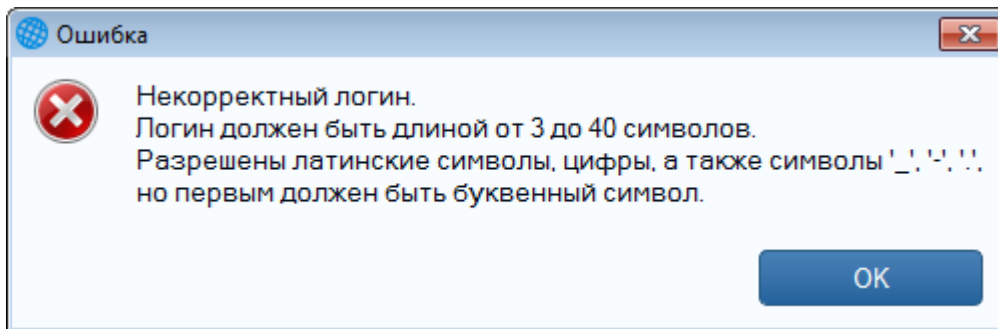 Ошибка
Некорректный логин.
Логин должен быть длиной от 3 до 40 символов.
Разрешены латинские символы, цифры, а также символы '_', '-', '.',
но первым должен быть буквенный символ.
OK